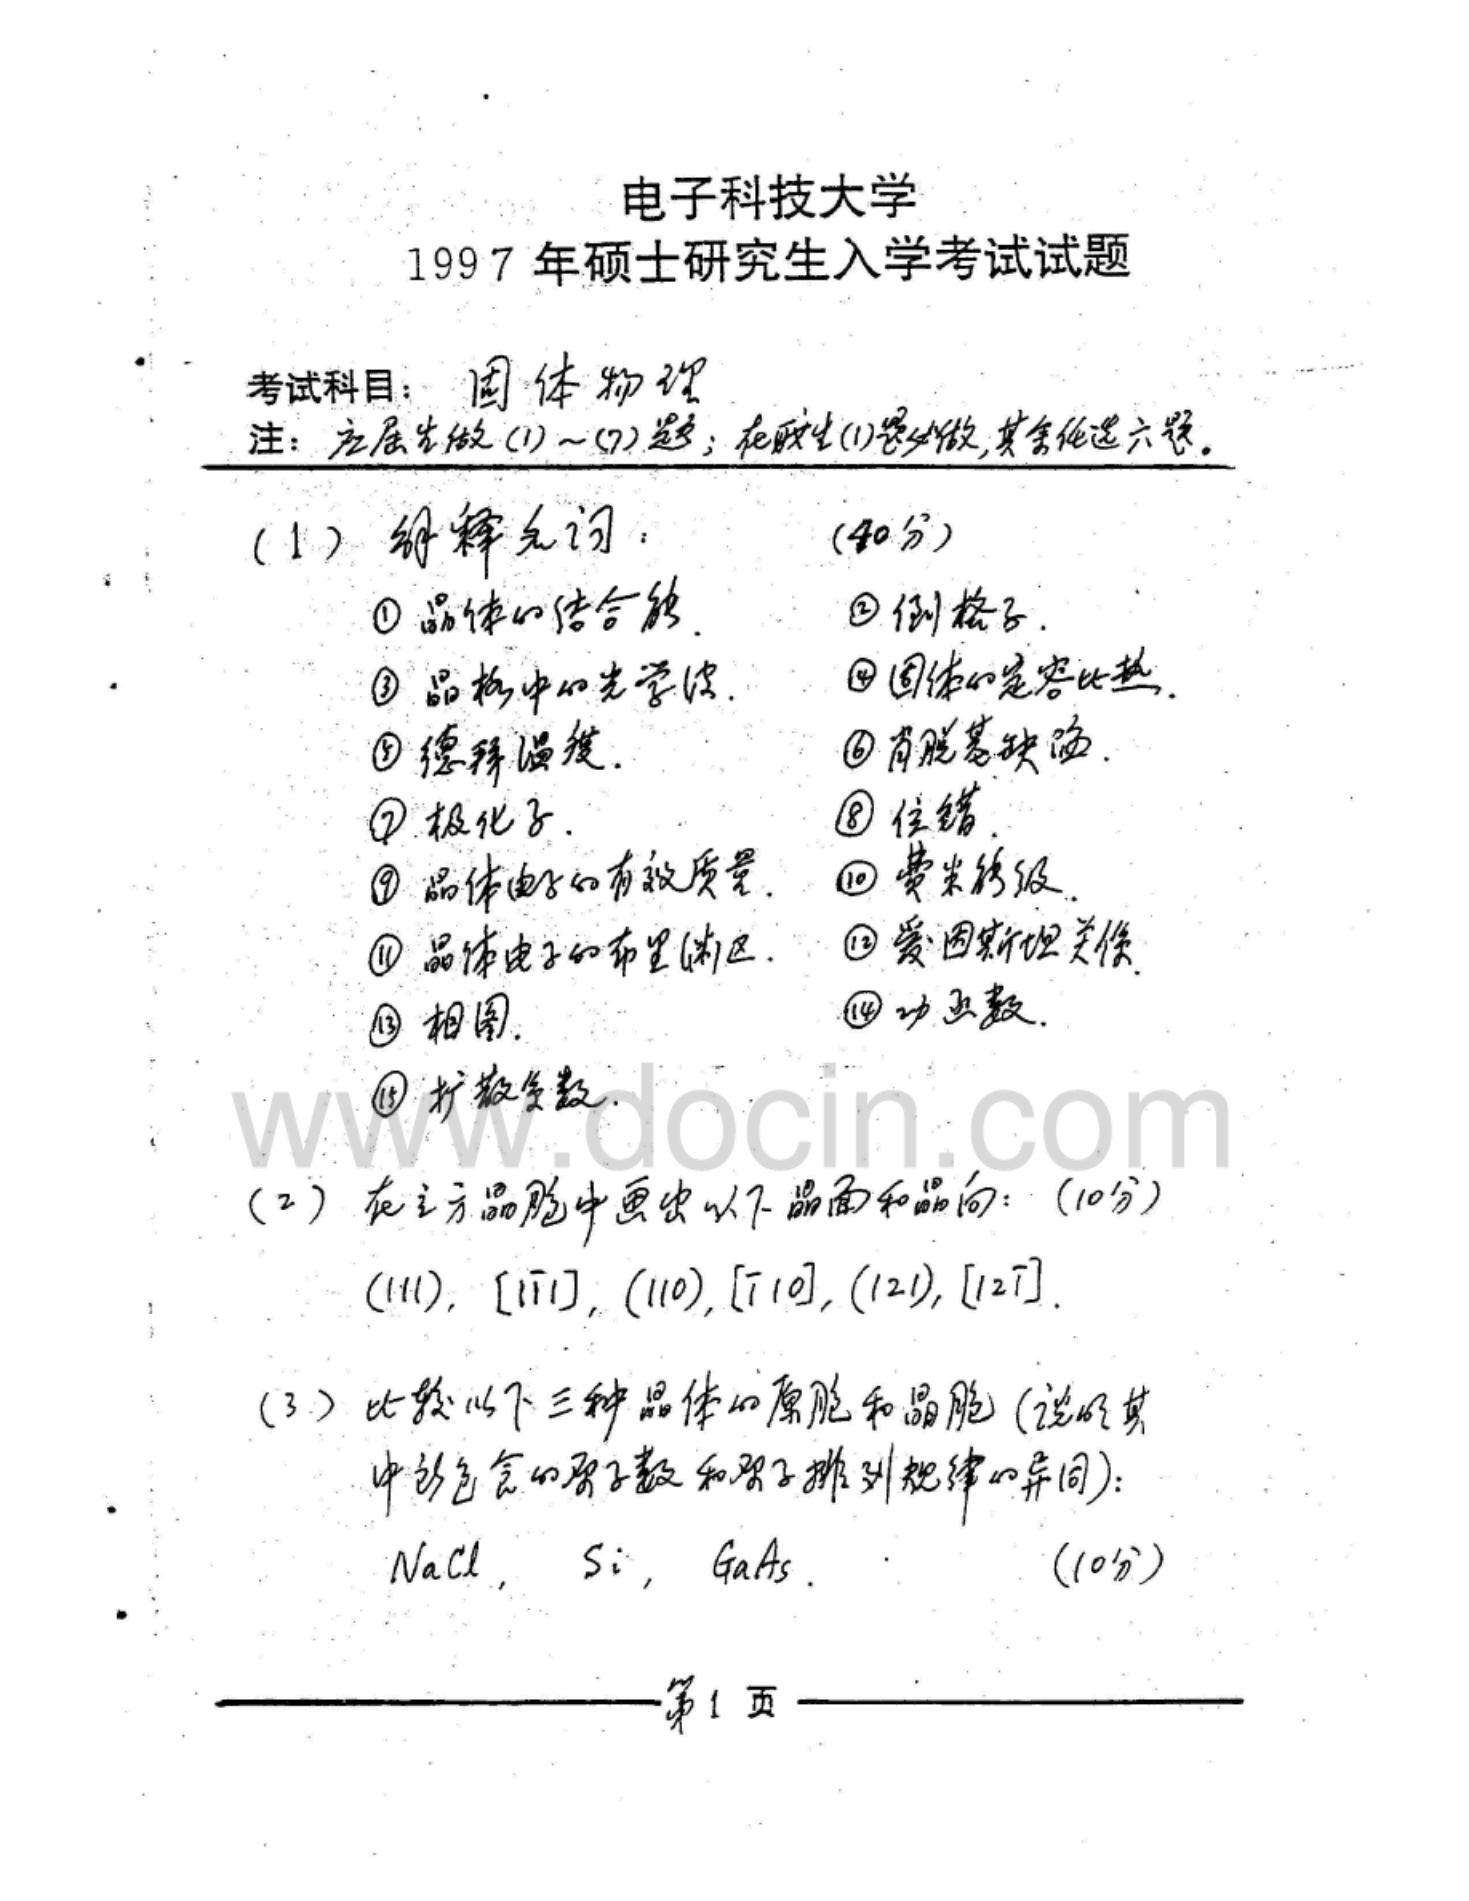 电子科技大学
1997 年硕士研究生入学考试试题
考试科目: 固体物理
注: 应届生做(1)~(7)题; 在职生(1)题必做,其余任选六题。
(1) 解释名词: (40分)
① 晶体的结合能. ② 倒格子.
③ 晶格中的光学波. ④ 固体的定容比热.
⑤ 德拜温度. ⑥ 肖脱基缺陷.
⑦ 极化子. ⑧ 位错.
⑨ 晶体电子的有效质量. ⑩ 费米能级.
⑪ 晶体电子的布里渊区. ⑫ 爱因斯坦关系.
⑬ 相图. ⑭ 功函数.
⑮ 扩散系数.
www.docin.com
(2) 在立方晶胞中画出以下晶面和晶向: (10分)
(111), [1̄1̄1], (110), [1̄10], (121), [121̄].
(3) 比较以下三种晶体的原胞和晶胞(说明其
中所包含的原子数和原子排列规律的异同):
NaCl, Si, GaAs. (10分)
第 1 页